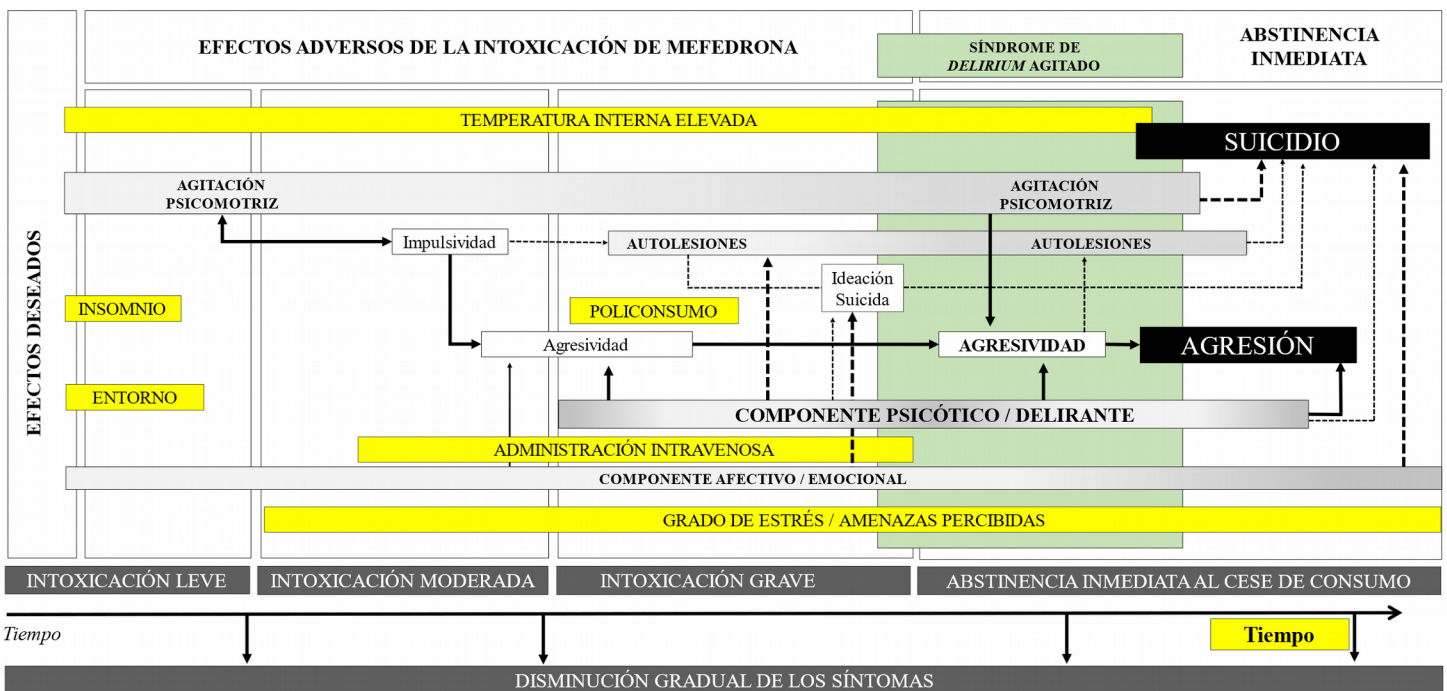 EFECTOS ADVERSOS DE LA INTOXICACIÓN DE MEFEDRONA
SÍNDROME DE
DELIRIUM AGITADO
ABSTINENCIA
INMEDIATA
EFECTOS DESEADOS
TEMPERATURA INTERNA ELEVADA
SUICIDIO
AGITACIÓN
PSICOMOTRIZ
AGITACIÓN
PSICOMOTRIZ
Impulsividad
AUTOLESIONES
AUTOLESIONES
Ideación
Suicida
INSOMNIO
POLICONSUMO
Agresividad
AGRESIVIDAD
AGRESIÓN
ENTORNO
COMPONENTE PSICÓTICO / DELIRANTE
ADMINISTRACIÓN INTRAVENOSA
COMPONENTE AFECTIVO / EMOCIONAL
GRADO DE ESTRÉS / AMENAZAS PERCIBIDAS
INTOXICACIÓN LEVE
INTOXICACIÓN MODERADA
INTOXICACIÓN GRAVE
ABSTINENCIA INMEDIATA AL CESE DE CONSUMO
Tiempo
Tiempo
DISMINUCIÓN GRADUAL DE LOS SÍNTOMAS